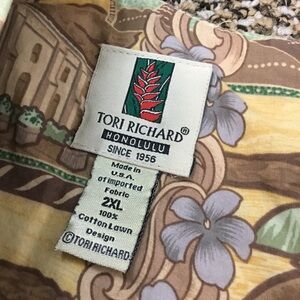 TORI RICHARD®
HONOLULU
SINCE 1956
Made in
U.S.A.
of Imported
Fabric
2XL
100%
Cotton Lawn
Design
©TORI RICHARD